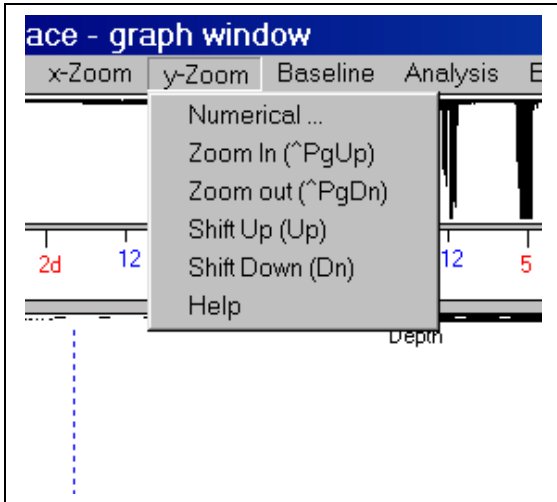 ace - graph window
x-Zoom y-Zoom Baseline Analysis E
Numerical ...
Zoom In (^PgUp)
Zoom out (^PgDn)
Shift Up (Up)
2d 12 12 5
Shift Down (Dn)
Help
Depth